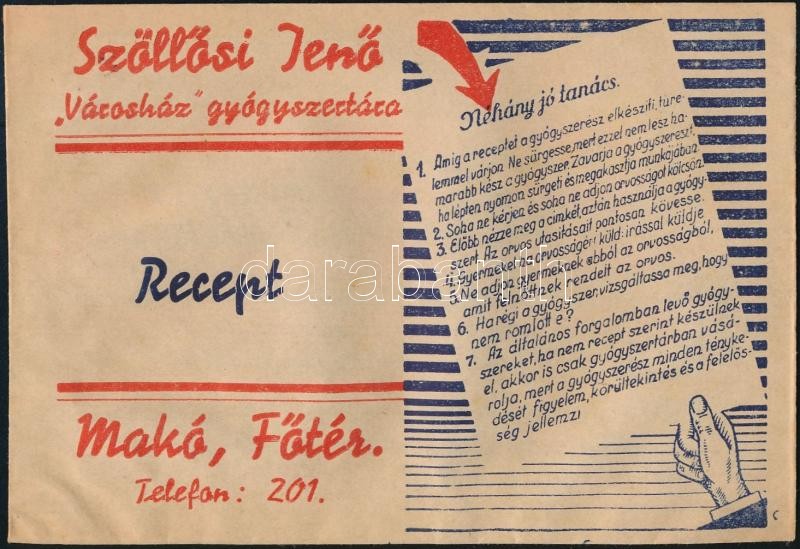 Szőllősi Jenő
„Városház” gyógyszertára
Recept
Makó, Főtér.
Telefon: 201.
Néhány jó tanács.
1. Amig a receptet a gyógyszerész elkésziti, türe-
lemmel várjon. Ne sürgesse, mert ezzel nem lesz ha-
marabb kész a gyógyszer. Zavarja a gyógyszerészt,
ha lépten nyomon, sürgeti és megakasztja munkájában.
2. Soha ne kérjen és soha ne adjon orvosságot kölcsön.
3. Előbb nézze meg a cimkét, aztán használja a gyógy-
szert. Az orvos utasitásait pontosan kövesse.
4. Gyermeket ha orvosságért küld: irással küldje
5. Ne adjon gyermeknek abból az orvosságból,
amit felnőttnek rendelt az orvos.
6. Ha régi a gyógyszer, vizsgáltassa meg, hogy
nem romlott e?
7. Az általános forgalomban levő gyógy-
szereket, ha nem recept szerint készülnek
el, akkor is csak gyógyszertárban vásá-
rolja, mert a gyógyszerész minden tényke-
dését figyelem, körültekintés és a felelős-
ség jellemzi
darabanth